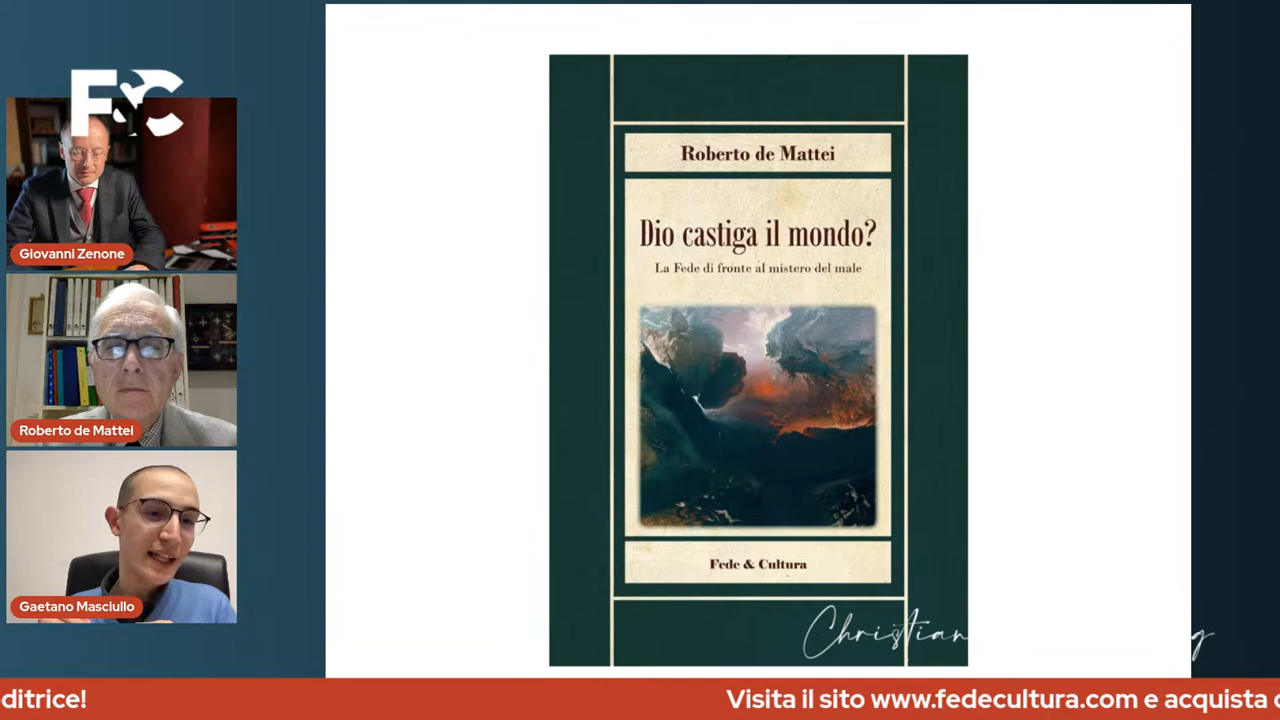 F&C
Giovanni Zenone
Roberto de Mattei
Gaetano Masciullo
Roberto de Mattei
Dio castiga il mondo?
La Fede di fronte al mistero del male
Fede & Cultura
Christian
ditrice!
Visita il sito www.fedecultura.com e acquista